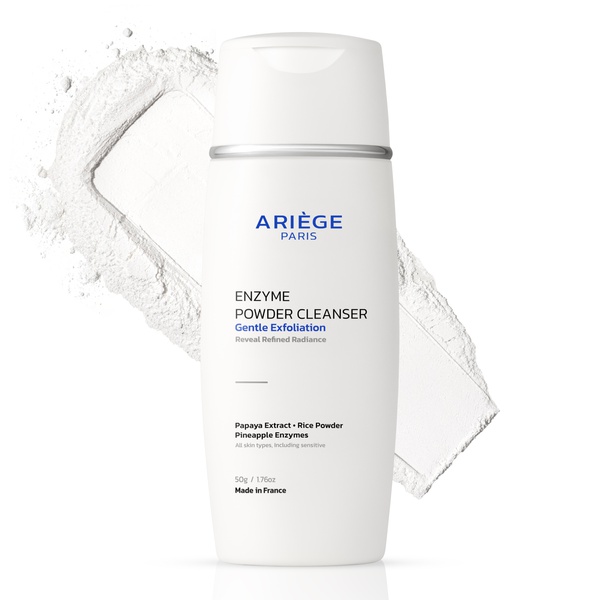 ARIÈGE
PARIS
ENZYME
POWDER CLEANSER
Gentle Exfoliation
Reveal Refined Radiance
Papaya Extract • Rice Powder
Pineapple Enzymes
All skin types, including sensitive
50g / 1.76oz
Made in France